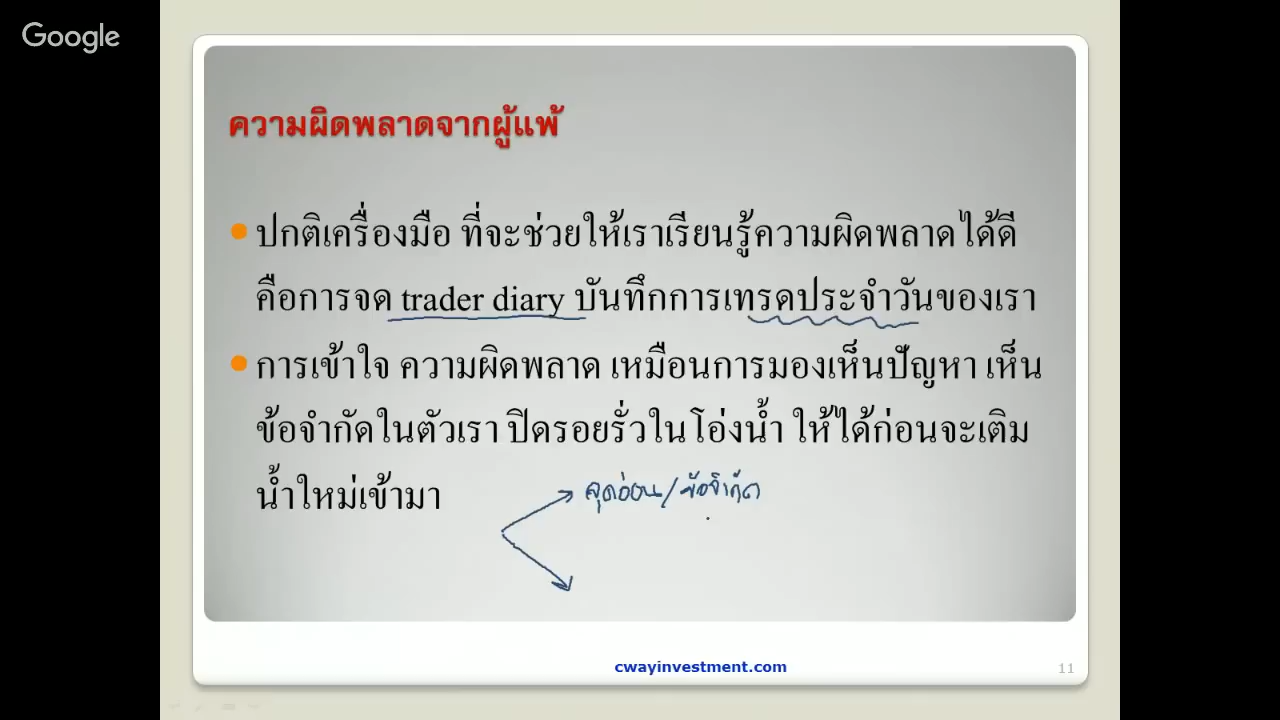 Google
ความผิดพลาดจากผู้แพ้
ปกติเครื่องมือ ที่จะช่วยให้เราเรียนรู้ความผิดพลาดได้ดี
คือการจด trader diary บันทึกการเทรดประจำวันของเรา
การเข้าใจ ความผิดพลาด เหมือนการมองเห็นปัญหา เห็น
ข้อจำกัดในตัวเรา ปิดรอยรั่วในโอ่งน้ำ ให้ได้ก่อนจะเติม
น้ำใหม่เข้ามา
จุดอ่อน/ข้อจำกัด
cwayinvestment.com
11